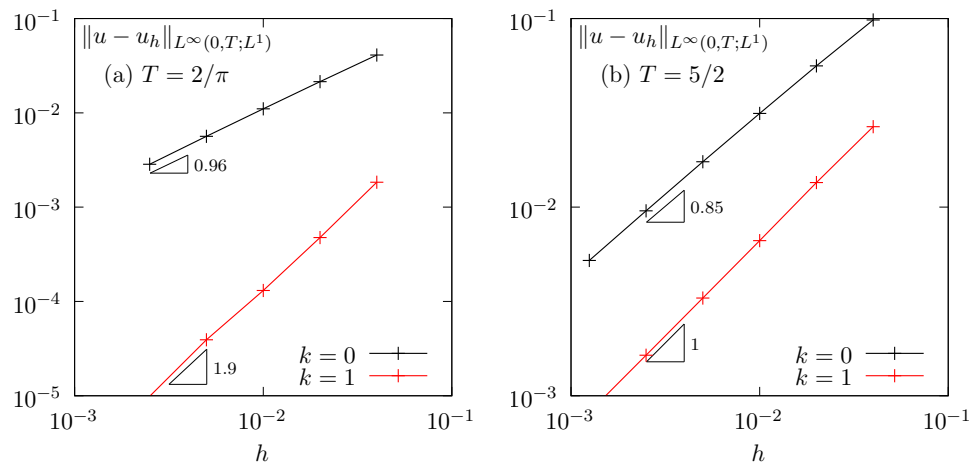 ‖u − u_h‖_{L^∞(0,T;L^1)}
(a) T = 2/π
10^{-1}
10^{-2}
10^{-3}
10^{-4}
10^{-5}
0.96
1.9
k = 0
k = 1
10^{-3} 10^{-2} 10^{-1}
h
‖u − u_h‖_{L^∞(0,T;L^1)}
(b) T = 5/2
10^{-1}
10^{-2}
10^{-3}
0.85
1
k = 0
k = 1
10^{-3} 10^{-2} 10^{-1}
h